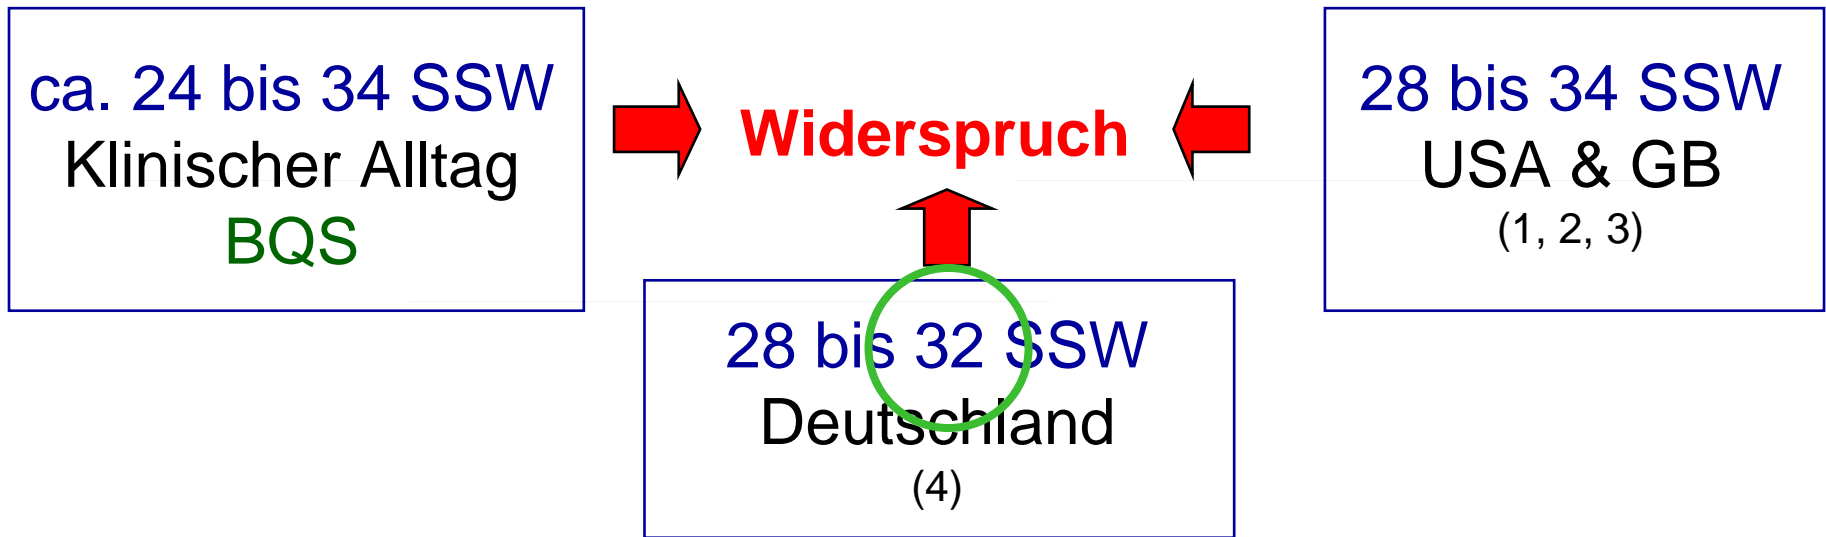 ca. 24 bis 34 SSW
Klinischer Alltag
BQS
Widerspruch
28 bis 34 SSW
USA & GB
(1, 2, 3)
28 bis 32 SSW
Deutschland
(4)